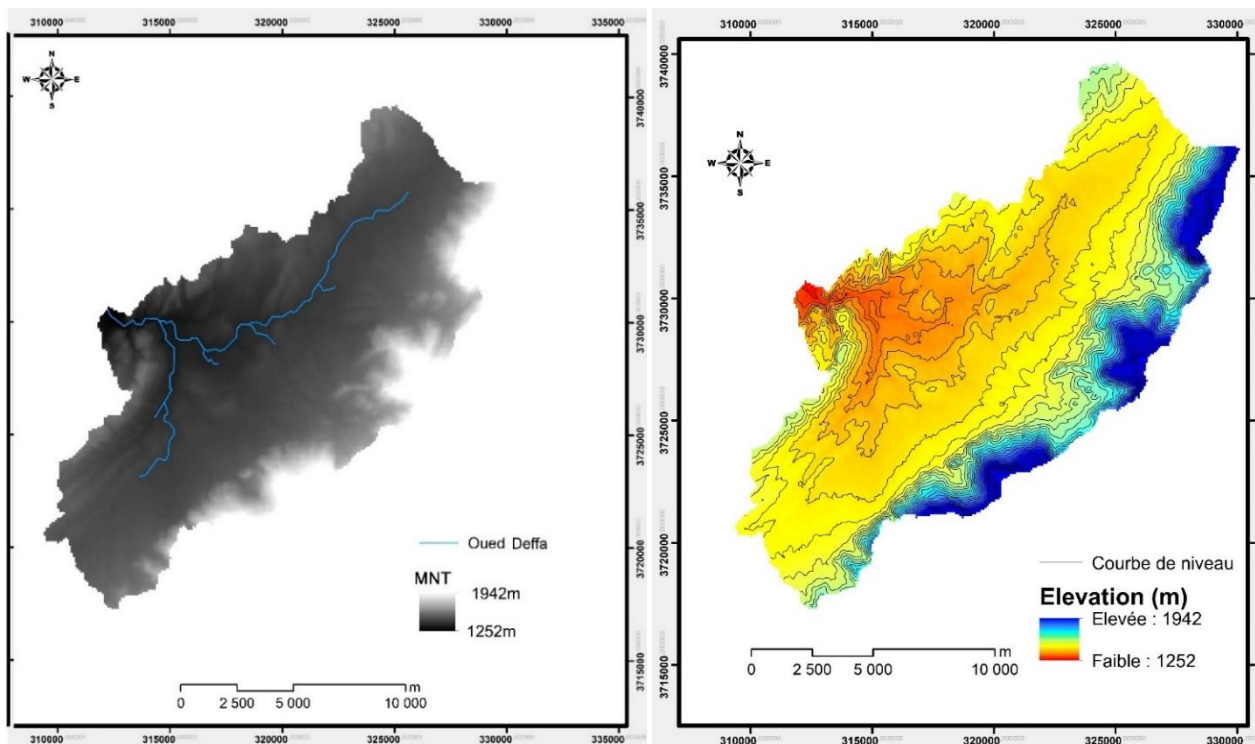 310000 315000 320000 325000 330000 335000
N
W E
S
3740000
3735000
3730000
3725000
3720000
3715000
Oued Deffa
MNT
1942m
1252m
m
0 2 500 5 000 10 000
310000 315000 320000 325000 330000 335000
310000 315000 320000 325000 330000
3740000
3735000
3730000
3725000
3720000
3715000
N
W E
S
Courbe de niveau
Elevation (m)
Elevée : 1942
Faible : 1252
m
0 2 500 5 000 10 000
310000 315000 320000 325000 330000